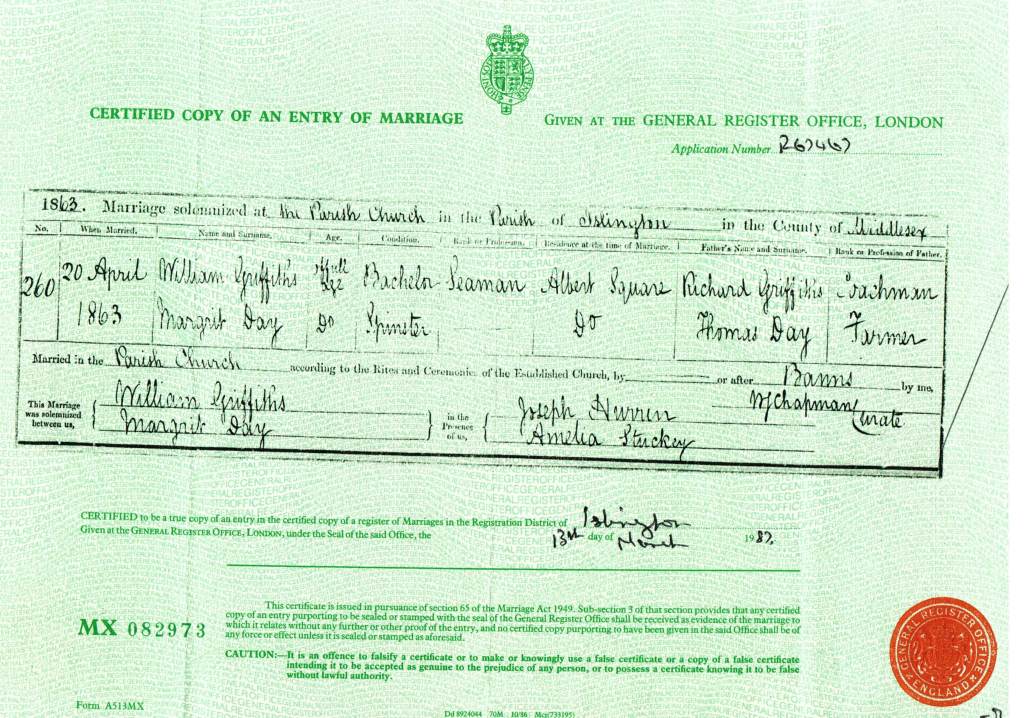 CERTIFIED COPY OF AN ENTRY OF MARRIAGE
GIVEN AT THE GENERAL REGISTER OFFICE, LONDON
Application Number R67467
1863. Marriage solemnized at the Parish Church in the Parish of Islington in the County of Middlesex
No. When Married. Name and Surname. Age. Condition. Rank or Profession. Residence at the time of Marriage. Father's Name and Surname. Rank or Profession of Father.
260 20 April William Griffiths Full Age Bachelor Seaman Albert Square Richard Griffiths Coachman
1863 Margrit Day Do Spinster Do Thomas Day Farmer
Married in the Parish Church according to the Rites and Ceremonies of the Established Church, by or after Banns by me,
This Marriage was solemnized between us, William Griffiths in the Presence of us, Joseph Hurren W Chapman
Margrit Day Amelia Stuckey Curate
CERTIFIED to be a true copy of an entry in the certified copy of a register of Marriages in the Registration District of Islington
Given at the GENERAL REGISTER OFFICE, LONDON, under the Seal of the said Office, the 13th day of March 1987.
This certificate is issued in pursuance of section 65 of the Marriage Act 1949. Sub-section 3 of that section provides that any certified
copy of an entry purporting to be sealed or stamped with the seal of the General Register Office shall be received as evidence of the marriage to
which it relates without any further or other proof of the entry, and no certified copy purporting to have been given in the said Office shall be of
any force or effect unless it is sealed or stamped as aforesaid.
MX 082973
CAUTION:—It is an offence to falsify a certificate or to make or knowingly use a false certificate or a copy of a false certificate
intending it to be accepted as genuine to the prejudice of any person, or to possess a certificate knowing it to be false
without lawful authority.
GENERAL REGISTER OFFICE ENGLAND
Form A513MX
Dd 8924044 70M 10/86 Mcr(733195)